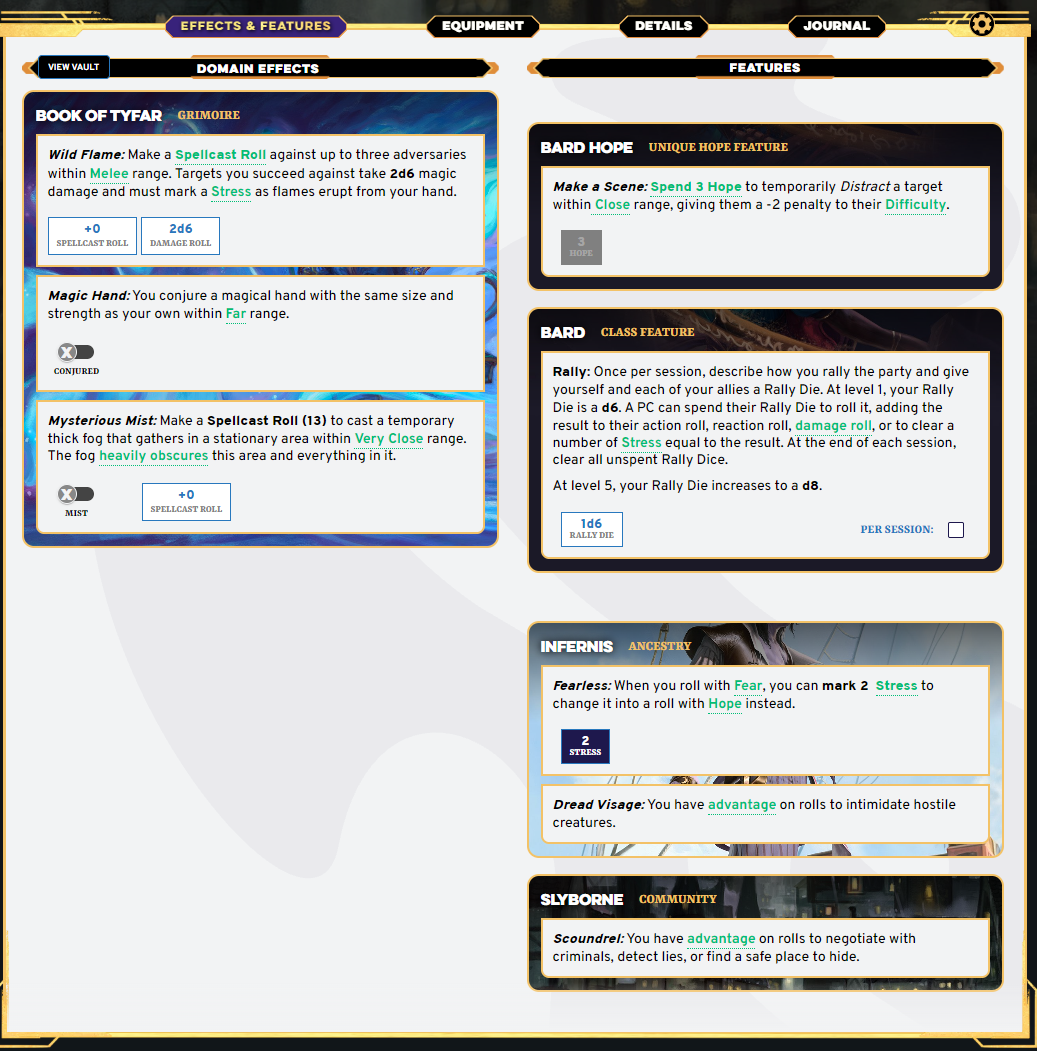 EFFECTS & FEATURES
EQUIPMENT
DETAILS
JOURNAL
VIEW VAULT
DOMAIN EFFECTS
BOOK OF TYFAR GRIMOIRE
Wild Flame: Make a Spellcast Roll against up to three adversaries
within Melee range. Targets you succeed against take 2d6 magic
damage and must mark a Stress as flames erupt from your hand.
+0
SPELLCAST ROLL
2d6
DAMAGE ROLL
Magic Hand: You conjure a magical hand with the same size and
strength as your own within Far range.
X
CONJURED
Mysterious Mist: Make a Spellcast Roll (13) to cast a temporary
thick fog that gathers in a stationary area within Very Close range.
The fog heavily obscures this area and everything in it.
X
MIST
+0
SPELLCAST ROLL
FEATURES
BARD HOPE UNIQUE HOPE FEATURE
Make a Scene: Spend 3 Hope to temporarily Distract a target
within Close range, giving them a -2 penalty to their Difficulty.
3
HOPE
BARD CLASS FEATURE
Rally: Once per session, describe how you rally the party and give
yourself and each of your allies a Rally Die. At level 1, your Rally
Die is a d6. A PC can spend their Rally Die to roll it, adding the
result to their action roll, reaction roll, damage roll, or to clear a
number of Stress equal to the result. At the end of each session,
clear all unspent Rally Dice.
At level 5, your Rally Die increases to a d8.
1d6
RALLY DIE
PER SESSION:
INFERNIS ANCESTRY
Fearless: When you roll with Fear, you can mark 2 Stress to
change it into a roll with Hope instead.
2
STRESS
Dread Visage: You have advantage on rolls to intimidate hostile
creatures.
SLYBORNE COMMUNITY
Scoundrel: You have advantage on rolls to negotiate with
criminals, detect lies, or find a safe place to hide.